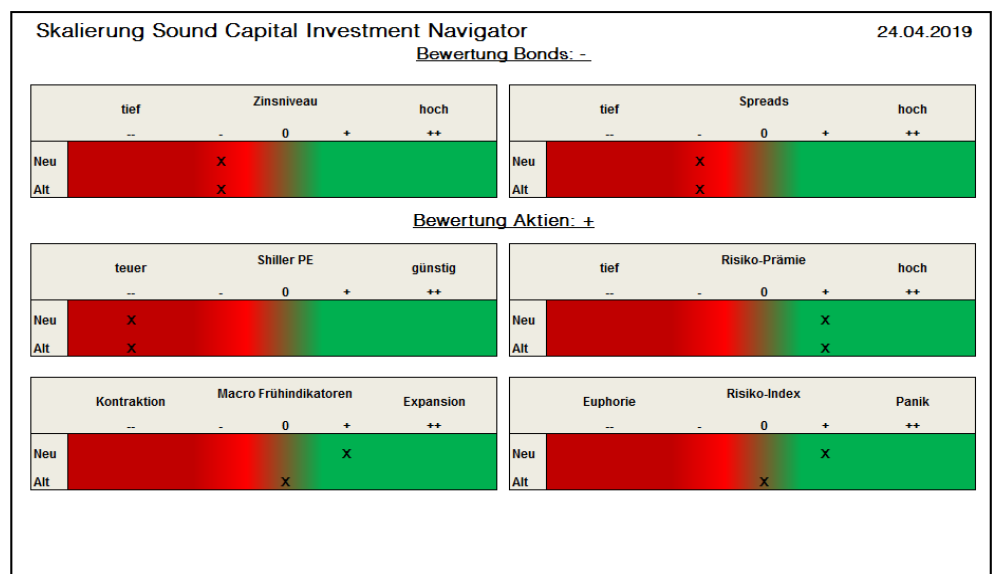 Skalierung Sound Capital Investment Navigator 24.04.2019
Bewertung Bonds: -
tief Zinsniveau hoch
-- - 0 + ++
Neu X
Alt X
tief Spreads hoch
-- - 0 + ++
Neu X
Alt X
Bewertung Aktien: +
teuer Shiller PE günstig
-- - 0 + ++
Neu X
Alt X
tief Risiko-Prämie hoch
-- - 0 + ++
Neu X
Alt X
Kontraktion Macro Frühindikatoren Expansion
-- - 0 + ++
Neu X
Alt X
Euphorie Risiko-Index Panik
-- - 0 + ++
Neu X
Alt X